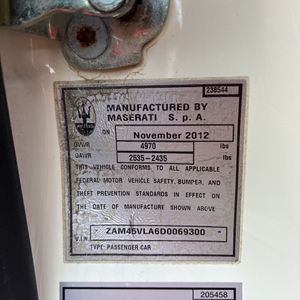 238544
MANUFACTURED BY
MASERATI S. p. A.
ON November 2012
GVWR 4970 lbs
GAWR 2535-2435 lbs
THIS VEHICLE CONFORMS TO ALL APPLICABLE
FEDERAL MOTOR VEHICLE SAFETY, BUMPER, AND
THEFT PREVENTION STANDARDS IN EFFECT ON
THE DATE OF MANUFACTURE SHOWN ABOVE
V.I.N. ZAM45VLA6D0069300
TYPE: PASSENGER CAR
205458